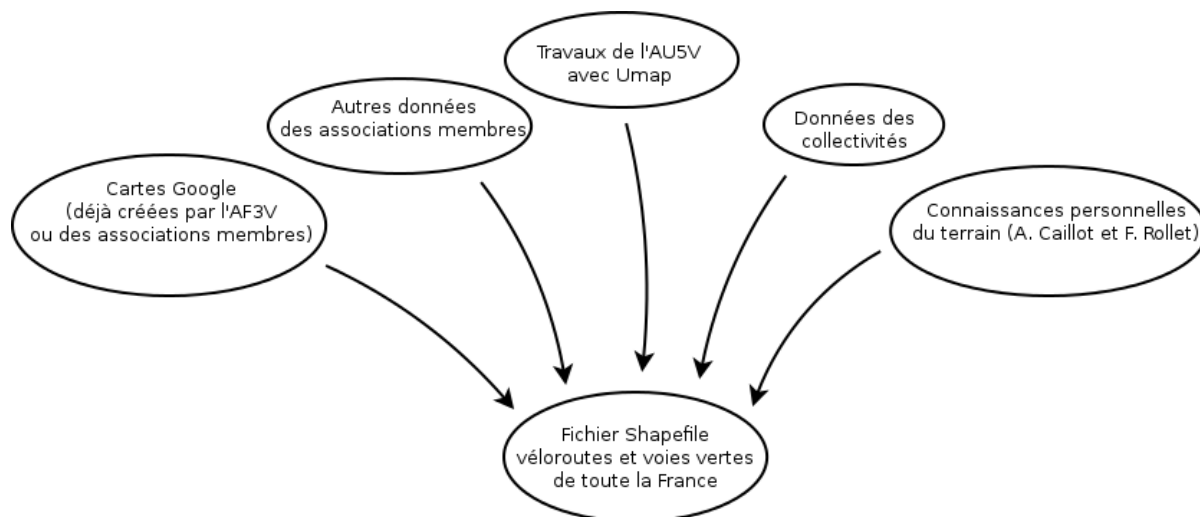 Travaux de l'AU5V
avec Umap
Autres données
des associations membres
Données des
collectivités
Cartes Google
(déjà créées par l'AF3V
ou des associations membres)
Connaissances personnelles
du terrain (A. Caillot et F. Rollet)
Fichier Shapefile
véloroutes et voies vertes
de toute la France